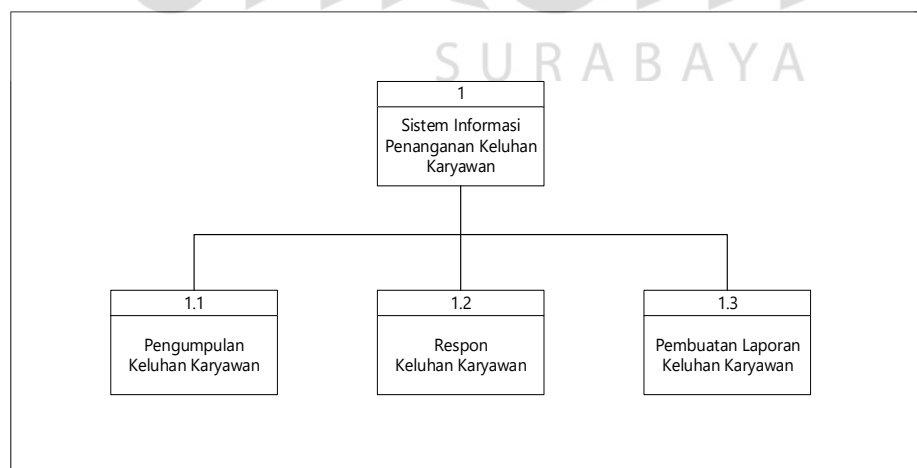 SURABAYA
1
Sistem Informasi
Penanganan Keluhan
Karyawan
1.1
Pengumpulan
Keluhan Karyawan
1.2
Respon
Keluhan Karyawan
1.3
Pembuatan Laporan
Keluhan Karyawan